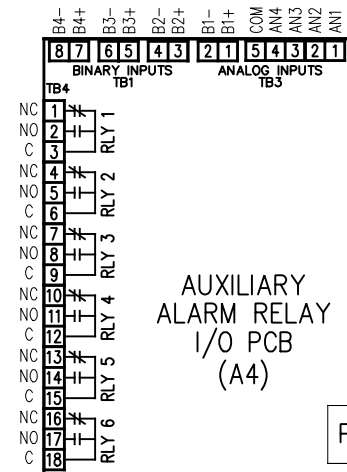 B4- B4+ B3- B3+ B2- B2+ B1- B1+ COM AN4 AN3 AN2 AN1
8 7 6 5 4 3 2 1 5 4 3 2 1
BINARY INPUTS ANALOG INPUTS
TB1 TB3
TB4
NC 1
NO 2
C 3
RLY 1
NC 4
NO 5
C 6
RLY 2
NC 7
NO 8
C 9
RLY 3
NC 10
NO 11
C 12
RLY 4
NC 13
NO 14
C 15
RLY 5
NC 16
NO 17
C 18
RLY 6
AUXILIARY
ALARM RELAY
I/O PCB
(A4)